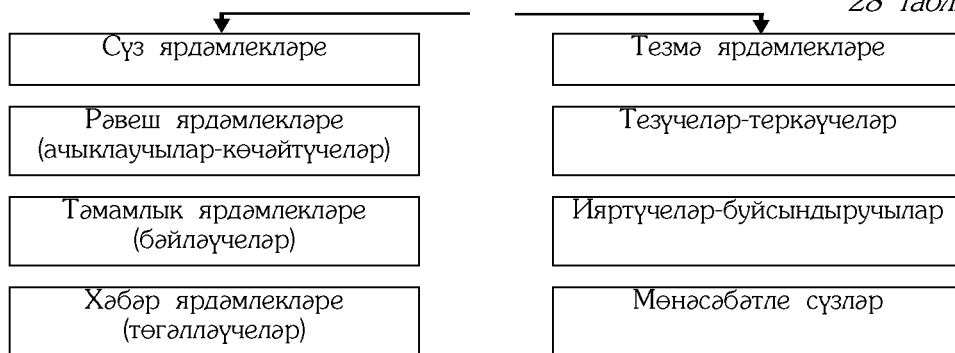 28 табл
Сүз ярдәмлекләре
Тезмә ярдәмлекләре
Рәвеш ярдәмлекләре
(ачыклаучылар-көчәйтүчеләр)
Тезүчеләр-теркәүчеләр
Тәмамлык ярдәмлекләре
(бәйләүчеләр)
Ияртүчеләр-буйсындыручылар
Хәбәр ярдәмлекләре
(төгәлләүчеләр)
Мөнәсәбәтле сүзләр